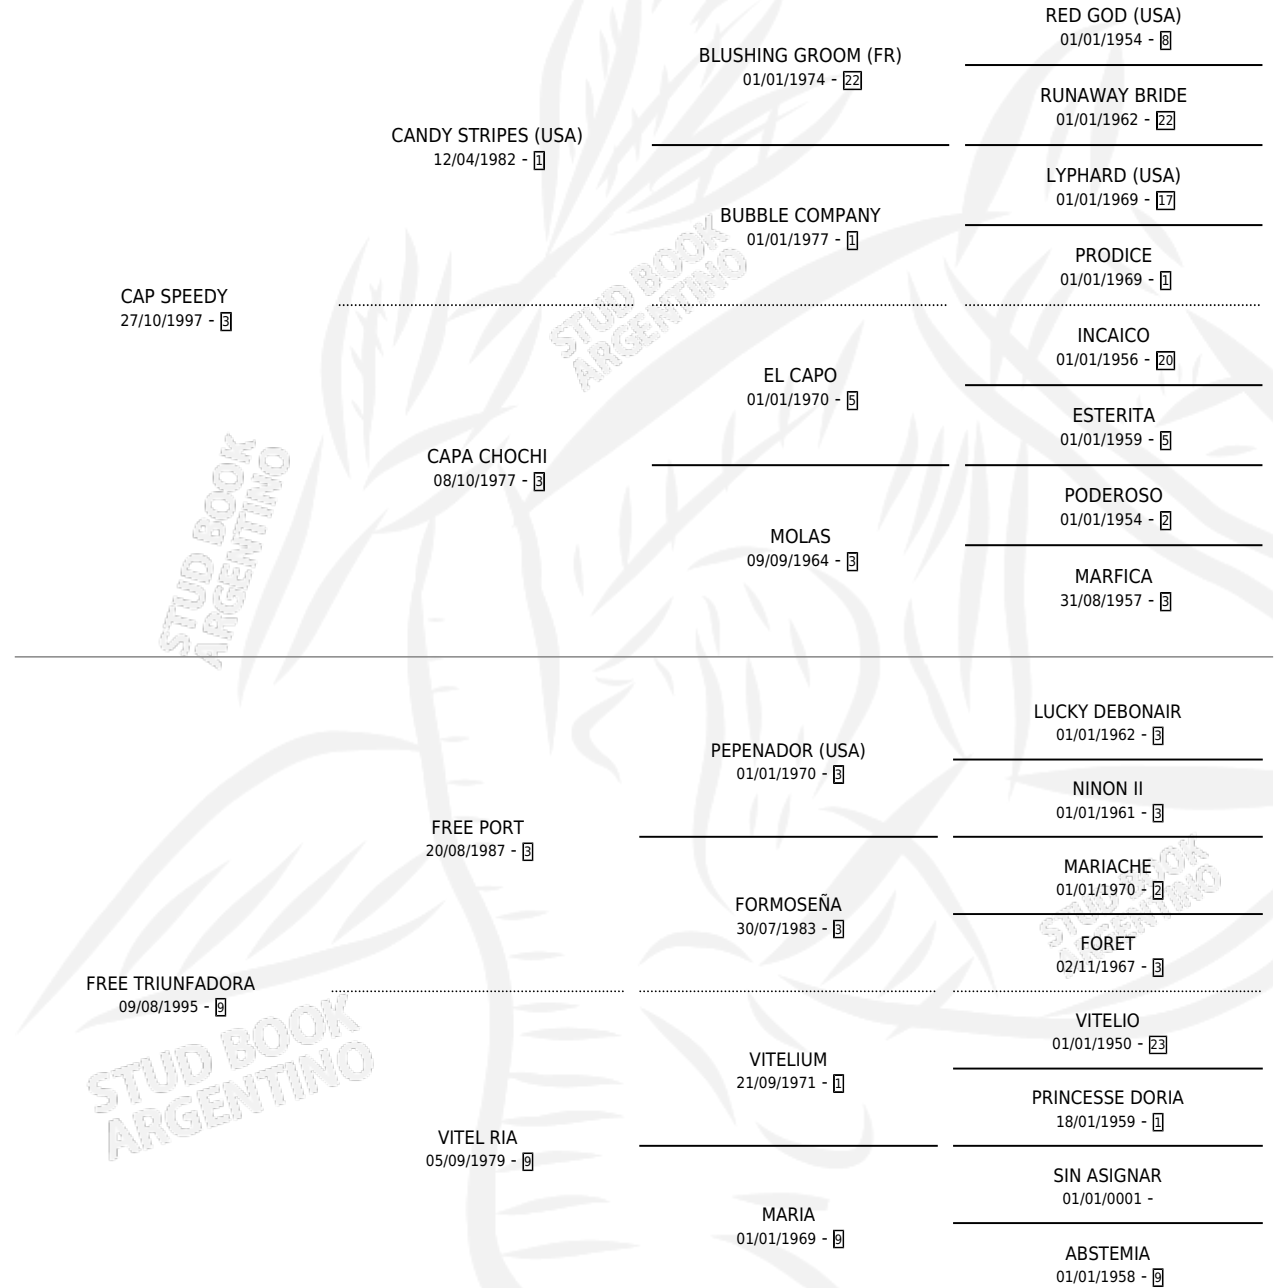 RED GOD (USA)
01/01/1954 - 8
BLUSHING GROOM (FR)
01/01/1974 - 22
RUNAWAY BRIDE
01/01/1962 - 22
CANDY STRIPES (USA)
12/04/1982 - 1
LYPHARD (USA)
01/01/1969 - 17
BUBBLE COMPANY
01/01/1977 - 1
PRODICE
01/01/1969 - 1
CAP SPEEDY
27/10/1997 - 3
INCAICO
01/01/1956 - 20
EL CAPO
01/01/1970 - 5
ESTERITA
01/01/1959 - 5
CAPA CHOCHI
08/10/1977 - 3
PODEROSO
01/01/1954 - 2
MOLAS
09/09/1964 - 3
MARFICA
31/08/1957 - 3
STUD BOOK
ARGENTINO
STUD BOOK
ARGENTINO
LUCKY DEBONAIR
01/01/1962 - 3
PEPENADOR (USA)
01/01/1970 - 3
NINON II
01/01/1961 - 3
FREE PORT
20/08/1987 - 3
MARIACHE
01/01/1970 - 2
FORMOSEÑA
30/07/1983 - 3
FORET
02/11/1967 - 3
FREE TRIUNFADORA
09/08/1995 - 9
VITELIO
01/01/1950 - 23
VITELIUM
21/09/1971 - 1
PRINCESSE DORIA
18/01/1959 - 1
VITEL RIA
05/09/1979 - 9
SIN ASIGNAR
01/01/0001 -
MARIA
01/01/1969 - 9
ABSTEMIA
01/01/1958 - 9
STUD BOOK
ARGENTINO
STUD BOOK
ARGENTINO